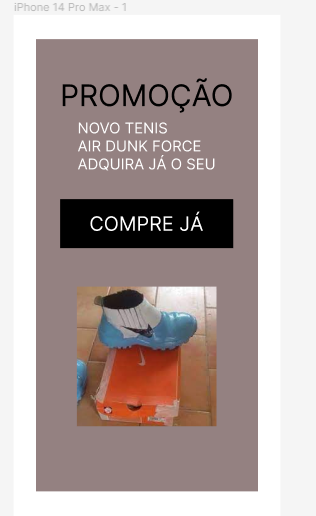 iPhone 14 Pro Max - 1
PROMOÇÃO
NOVO TENIS
AIR DUNK FORCE
ADQUIRA JÁ O SEU
COMPRE JÁ